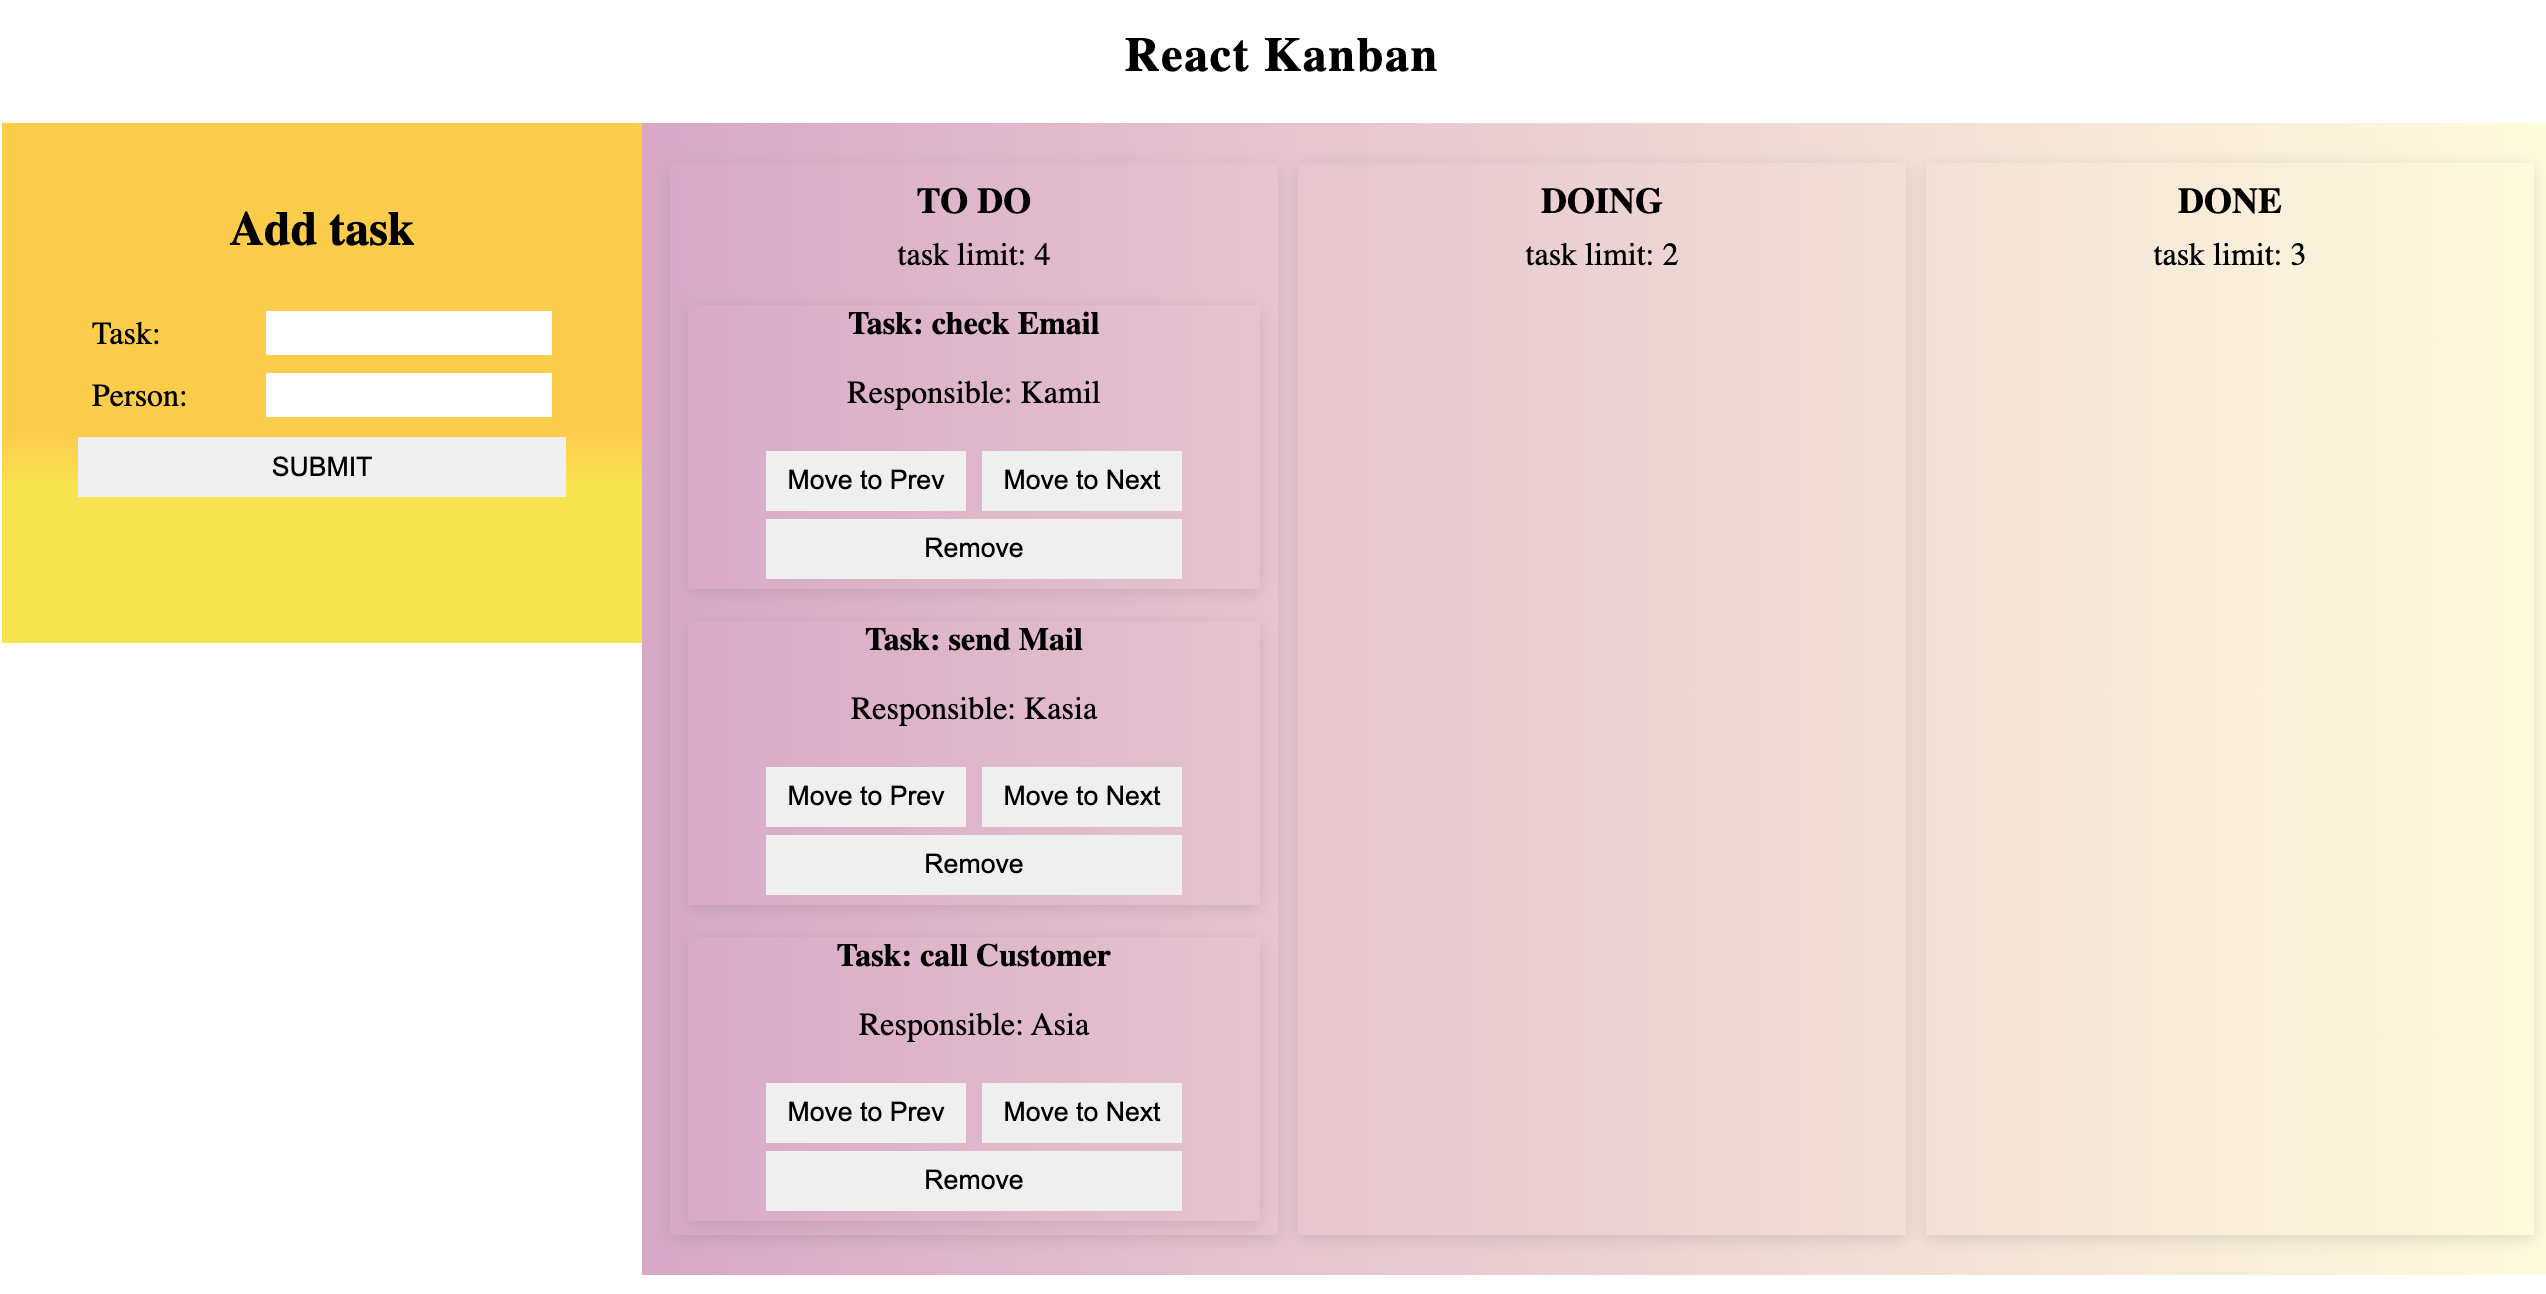 React Kanban
Add task
Task:
Person:
SUBMIT
TO DO
task limit: 4
Task: check Email
Responsible: Kamil
Move to Prev Move to Next
Remove
Task: send Mail
Responsible: Kasia
Move to Prev Move to Next
Remove
Task: call Customer
Responsible: Asia
Move to Prev Move to Next
Remove
DOING
task limit: 2
DONE
task limit: 3